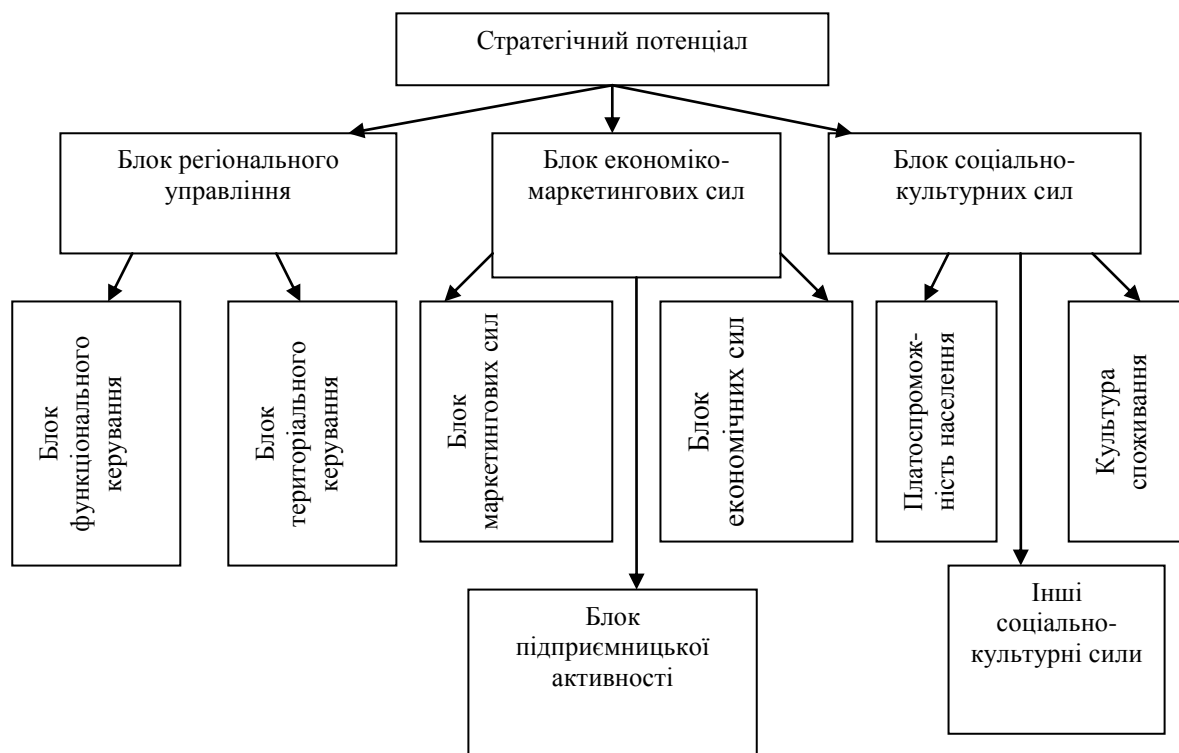 Стратегічний потенціал
Блок регіонального
управління
Блок економіко-
маркетингових сил
Блок соціально-
культурних сил
Блок
функціонального
керування
Блок
територіального
керування
Блок
маркетингових сил
Блок
економічних сил
Платоспромож-
ність населення
Культура
споживання
Блок
підприємницької
активності
Інші
соціально-
культурні сили